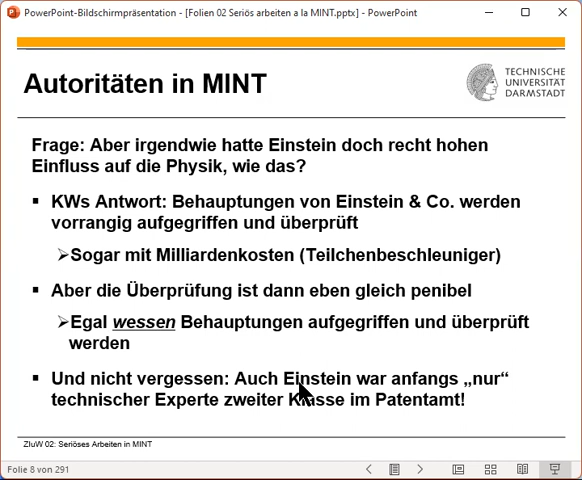 PowerPoint-Bildschirmpräsentation - [Folien 02 Seriös arbeiten a la MINT.pptx] - PowerPoint
Autoritäten in MINT
TECHNISCHE
UNIVERSITÄT
DARMSTADT
Frage: Aber irgendwie hatte Einstein doch recht hohen
Einfluss auf die Physik, wie das?
▪ KWs Antwort: Behauptungen von Einstein & Co. werden
vorrangig aufgegriffen und überprüft
➢Sogar mit Milliardenkosten (Teilchenbeschleuniger)
▪ Aber die Überprüfung ist dann eben gleich penibel
➢Egal wessen Behauptungen aufgegriffen und überprüft
werden
▪ Und nicht vergessen: Auch Einstein war anfangs „nur“
technischer Experte zweiter Klasse im Patentamt!
ZIuW 02: Seriöses Arbeiten in MINT
Folie 8 von 291